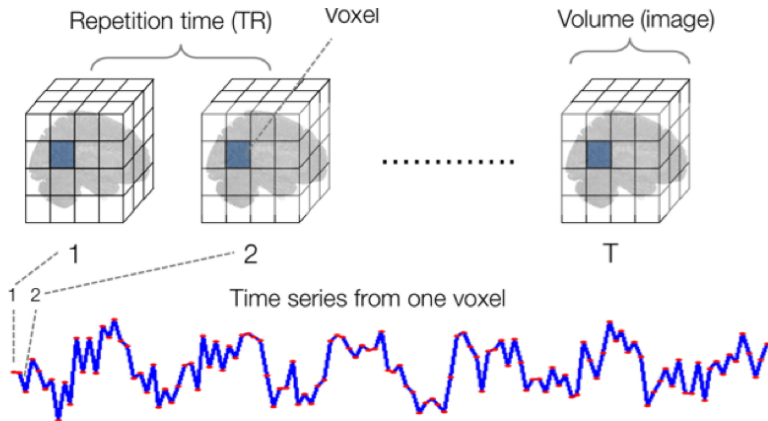 Repetition time (TR)
Voxel
Volume (image)
1
2
T
1
2
Time series from one voxel